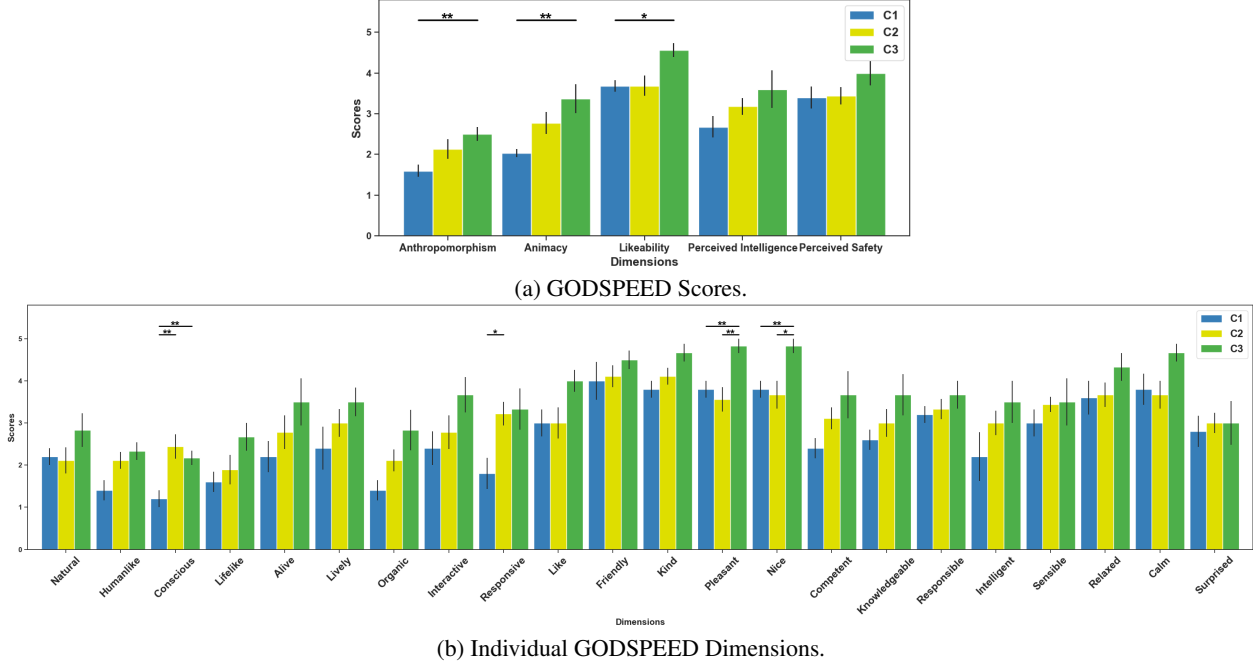 ** ** *
C1
C2
C3
5
4
3
2
1
0
Scores
Anthropomorphism Animacy Likeability Perceived Intelligence Perceived Safety
Dimensions
(a) GODSPEED Scores.
** ** * ** ** ** *
C1
C2
C3
5
4
3
2
1
0
Scores
Natural Humanlike Conscious Lifelike Alive Lively Organic Interactive Responsive Like Friendly Kind Pleasant Nice Competent Knowledgeable Responsible Intelligent Sensible Relaxed Calm Surprised
Dimensions
(b) Individual GODSPEED Dimensions.